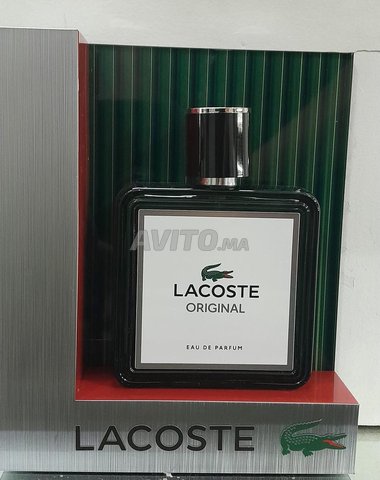 AVITO.ma
LACOSTE
ORIGINAL
EAU DE PARFUM
LACOSTE